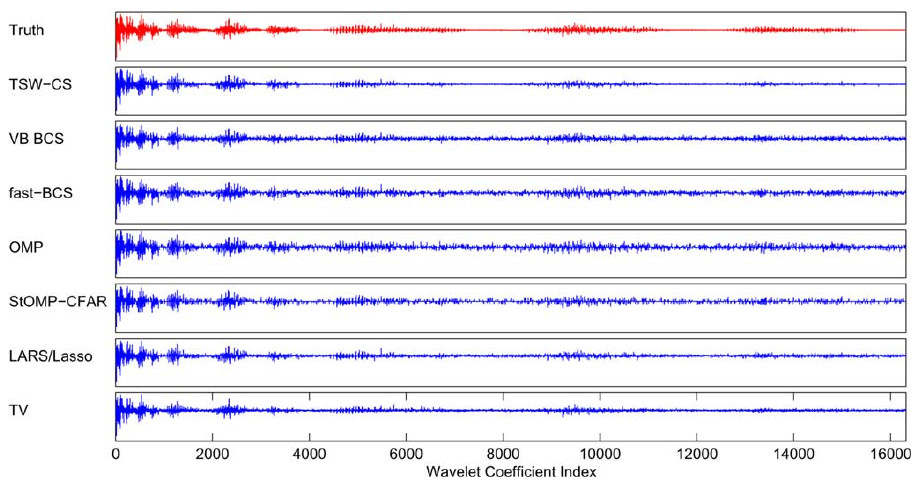 Truth
TSW-CS
VB BCS
fast-BCS
OMP
StOMP-CFAR
LARS/Lasso
TV
0 2000 4000 6000 8000 10000 12000 14000 16000
Wavelet Coefficient Index